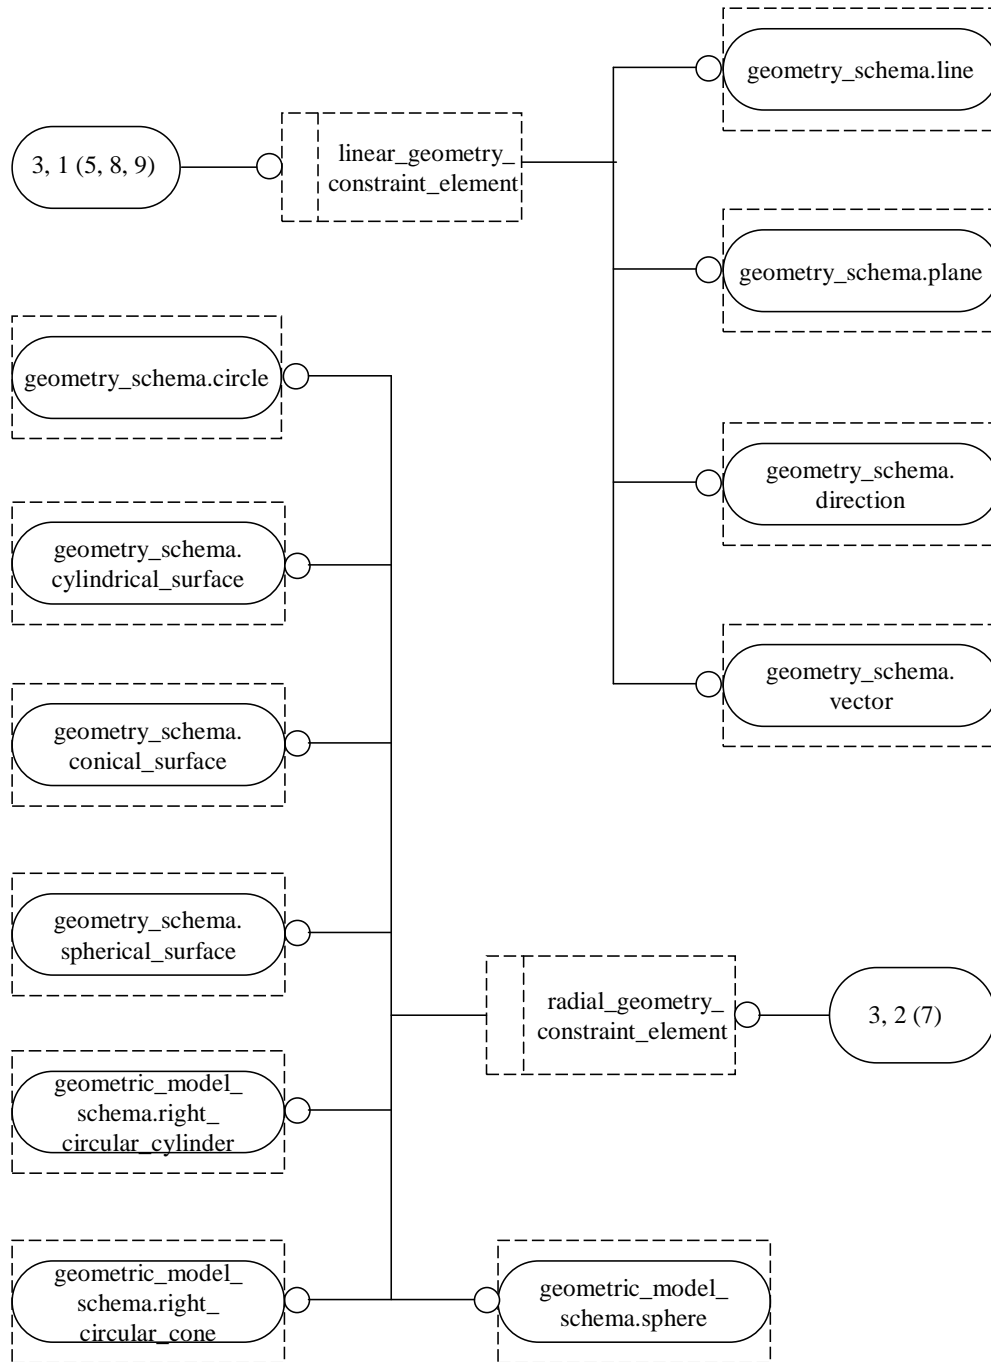 geometry_schema.line
3, 1 (5, 8, 9)
linear_geometry_
constraint_element
geometry_schema.plane
geometry_schema.circle
geometry_schema.
direction
geometry_schema.
cylindrical_surface
geometry_schema.
vector
geometry_schema.
conical_surface
geometry_schema.
spherical_surface
radial_geometry_
constraint_element
3, 2 (7)
geometric_model_
schema.right_
circular_cylinder
geometric_model_
schema.right_
circular_cone
geometric_model_
schema.sphere